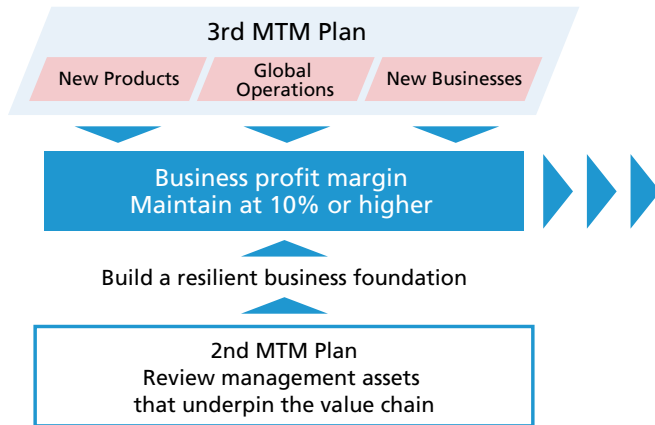 3rd MTM Plan
New Products
Global
Operations
New Businesses
Business profit margin
Maintain at 10% or higher
Build a resilient business foundation
2nd MTM Plan
Review management assets
that underpin the value chain